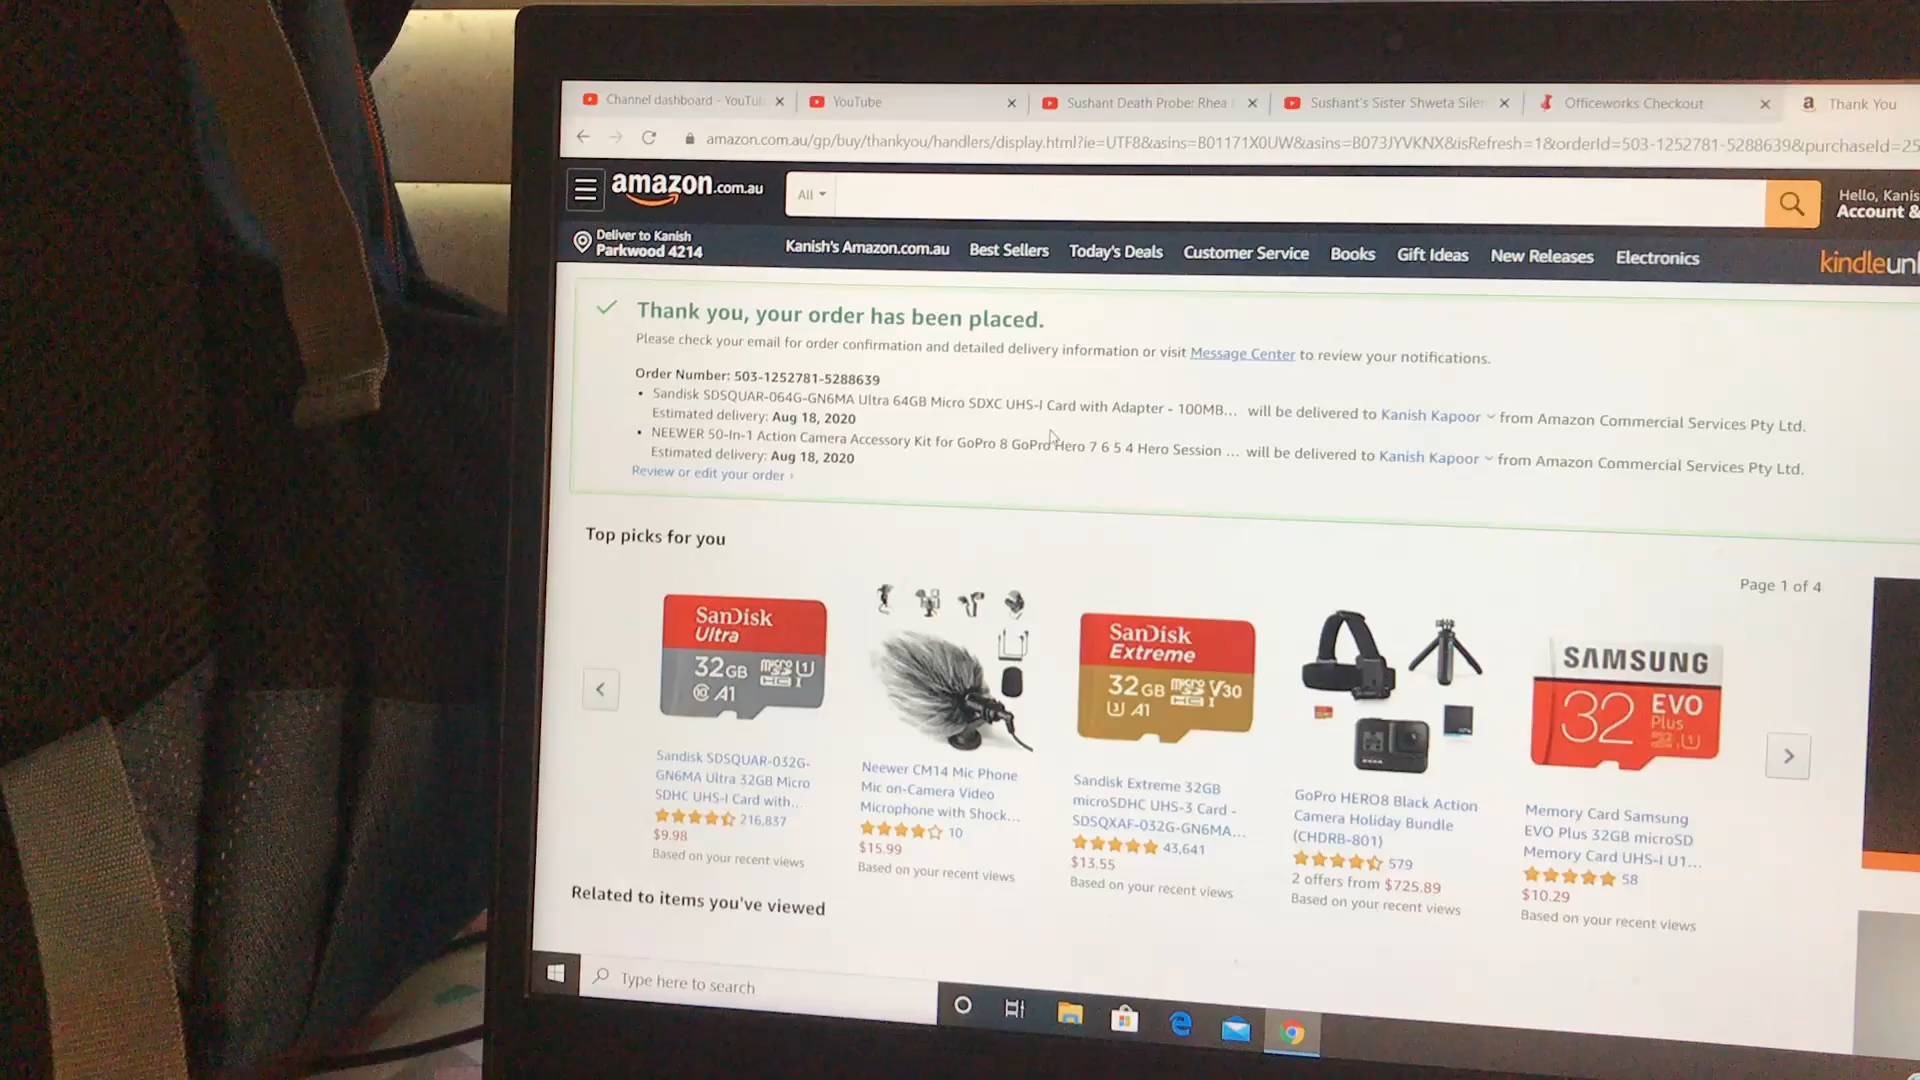 Channel dashboard - YouTu
YouTube
Sushant Death Probe: Rhea
Sushant's Sister Shweta Siler
Officeworks Checkout
Thank You
amazon.com.au/gp/buy/thankyou/handlers/display.html?ie=UTF8&asins=B01171X0UW&asins=B073JYVKNX&isRefresh=1&orderId=503-1252781-5288639&purchaseId=25
amazon.com.au
All
Hello, Kanis
Account &
Deliver to Kanish
Parkwood 4214
Kanish's Amazon.com.au Best Sellers Today's Deals Customer Service Books Gift Ideas New Releases Electronics
kindleunl
Thank you, your order has been placed.
Please check your email for order confirmation and detailed delivery information or visit Message Center to review your notifications.
Order Number: 503-1252781-5288639
• Sandisk SDSQUAR-064G-GN6MA Ultra 64GB Micro SDXC UHS-I Card with Adapter - 100MB... will be delivered to Kanish Kapoor from Amazon Commercial Services Pty Ltd.
Estimated delivery: Aug 18, 2020
• NEEWER 50-In-1 Action Camera Accessory Kit for GoPro 8 GoPro Hero 7 6 5 4 Hero Session ... will be delivered to Kanish Kapoor from Amazon Commercial Services Pty Ltd.
Estimated delivery: Aug 18, 2020
Review or edit your order ›
Top picks for you
Page 1 of 4
SanDisk
Ultra
32GB micro
HC I
A1
SanDisk
Extreme
32GB micro V30
HC I
A1
SAMSUNG
32 EVO
Plus
Sandisk SDSQUAR-032G-
GN6MA Ultra 32GB Micro
SDHC UHS-I Card with...
216,837
$9.98
Based on your recent views
Neewer CM14 Mic Phone
Mic on-Camera Video
Microphone with Shock...
10
$15.99
Based on your recent views
Sandisk Extreme 32GB
microSDHC UHS-3 Card -
SDSQXAF-032G-GN6MA...
43,641
$13.55
Based on your recent views
GoPro HERO8 Black Action
Camera Holiday Bundle
(CHDRB-801)
579
2 offers from $725.89
Based on your recent views
Memory Card Samsung
EVO Plus 32GB microSD
Memory Card UHS-I U1...
58
$10.29
Based on your recent views
Related to items you've viewed
Type here to search